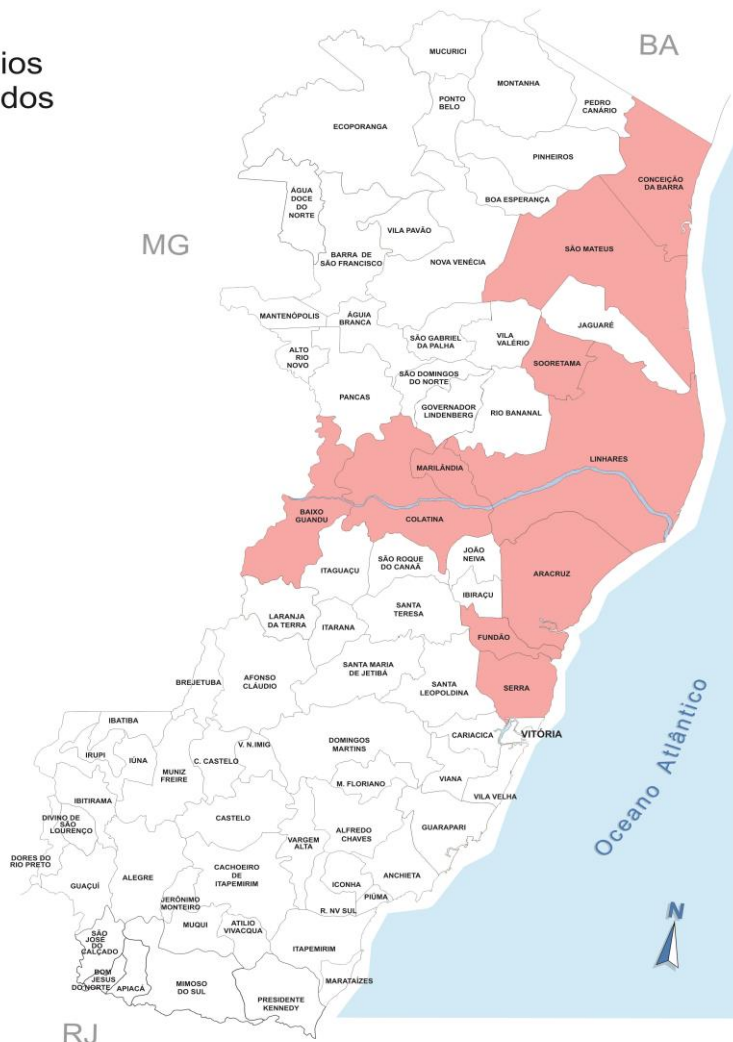 ios
dos
BA
MUCURICI
MONTANHA
PONTO
BELO
PEDRO
CANÁRIO
ECOPORANGA
PINHEIROS
CONCEIÇÃO
DA BARRA
ÁGUA
DOCE
DO
NORTE
BOA ESPERANÇA
VILA PAVÃO
MG
SÃO MATEUS
BARRA DE
SÃO FRANCISCO
NOVA VENÉCIA
MANTENÓPOLIS
ÁGUIA
BRANCA
JAGUARÉ
SÃO GABRIEL
DA PALHA
VILA
VALÉRIO
ALTO
RIO
NOVO
SOORETAMA
SÃO DOMINGOS
DO NORTE
PANCAS
GOVERNADOR
LINDENBERG
RIO BANANAL
LINHARES
MARILÂNDIA
BAIXO
GUANDU
COLATINA
ITAGUAÇU
SÃO ROQUE
DO CANAÃ
JOÃO
NEIVA
ARACRUZ
IBIRAÇU
LARANJA
DA TERRA
ITARANA
SANTA
TERESA
FUNDÃO
SANTA MARIA
DE JETIBÁ
BREJETUBA
AFONSO
CLÁUDIO
SANTA
LEOPOLDINA
SERRA
IBATIBA
CARIACICA
VITÓRIA
Oceano Atlântico
IRUPI
IÚNA
MUNIZ
FREIRE
C. CASTELO
V. N.IMIG
DOMINGOS
MARTINS
VIANA
M. FLORIANO
VILA VELHA
IBITIRAMA
DIVINO DE
SÃO
LOURENÇO
CASTELO
VARGEM
ALTA
ALFREDO
CHAVES
GUARAPARI
DORES DO
RIO PRETO
GUAÇUÍ
ALEGRE
CACHOEIRO
DE
ITAPEMIRIM
ICONHA
ANCHIETA
PIÚMA
JERÔNIMO
MONTEIRO
R. NV SUL
SÃO
JOSÉ
DO
CALÇADO
MUQUI
ATILIO
VIVACQUA
ITAPEMIRIM
N
BOM
JESUS
DO NORTE
APIACÁ
MIMOSO
DO SUL
MARATAÍZES
PRESIDENTE
KENNEDY
RJ